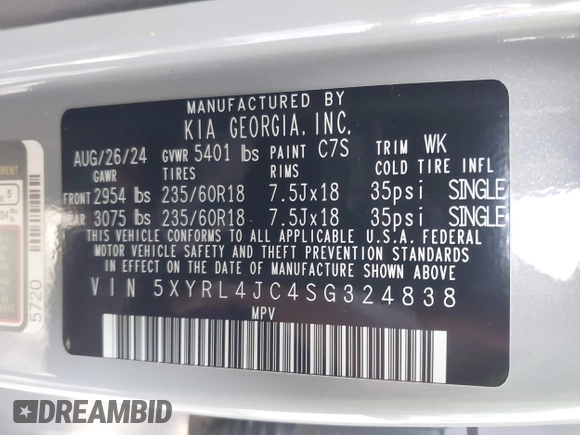 MANUFACTURED BY
KIA GEORGIA, INC.
AUG/26/24 GVWR 5401 lbs PAINT C7S TRIM WK
GAWR TIRES RIMS COLD TIRE INFL
FRONT 2954 lbs 235/60R18 7.5Jx18 35psi SINGLE
3075 lbs 235/60R18 7.5Jx18 35psi SINGLE
THIS VEHICLE CONFORMS TO ALL APPLICABLE U.S.A. FEDERAL
MOTOR VEHICLE SAFETY AND THEFT PREVENTION STANDARDS
IN EFFECT ON THE DATE OF MANUFACTURE SHOWN ABOVE.
VIN 5XYRL4JC4SG324838
MPV
5720
DREAMBID